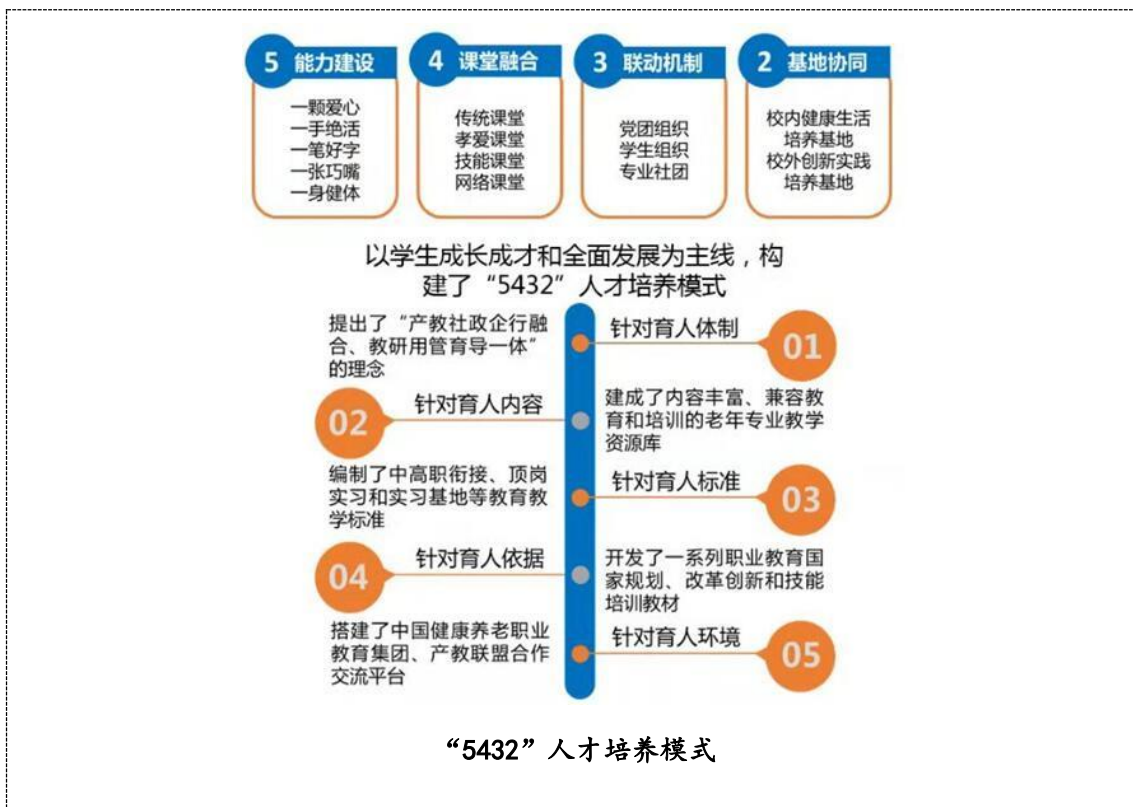 5 能力建设
一颗爱心
一手绝活
一笔好字
一张巧嘴
一身健体
4 课堂融合
传统课堂
孝爱课堂
技能课堂
网络课堂
3 联动机制
党团组织
学生组织
专业社团
2 基地协同
校内健康生活
培养基地
校外创新实践
培养基地
以学生成长成才和全面发展为主线，构
建了“5432”人才培养模式
针对育人体制
01
提出了“产教社政企行融
合、教研用管育导一体”
的理念
02
针对育人内容
建成了内容丰富、兼容教
育和培训的老年专业教学
资源库
针对育人标准
03
编制了中高职衔接、顶岗
实习和实习基地等教育教
学标准
04
针对育人依据
开发了一系列职业教育国
家规划、改革创新和技能
培训教材
针对育人环境
05
搭建了中国健康养老职业
教育集团、产教联盟合作
交流平台
“5432”人才培养模式